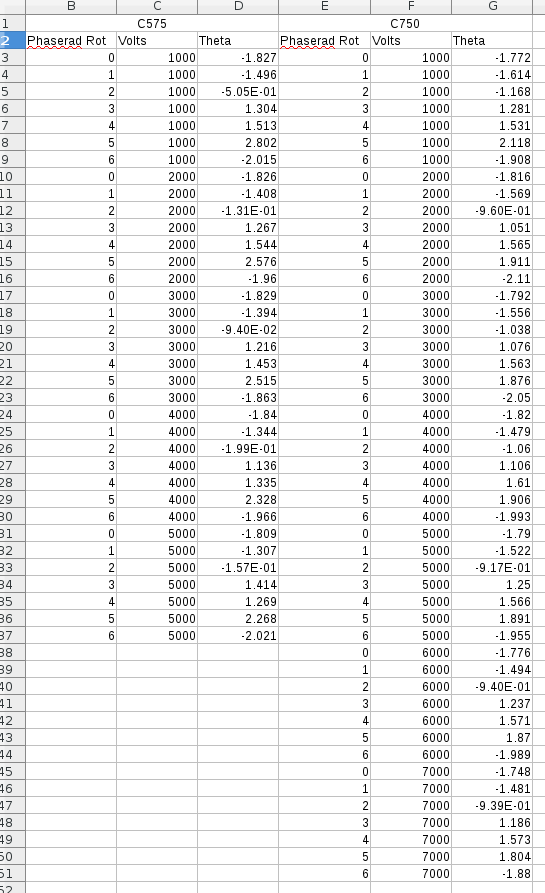 B C D E F G
1 C575 C750
2 Phaserad Rot Volts Theta Phaserad Rot Volts Theta
3 0 1000 -1.827 0 1000 -1.772
4 1 1000 -1.496 1 1000 -1.614
5 2 1000 -5.05E-01 2 1000 -1.168
6 3 1000 1.304 3 1000 1.281
7 4 1000 1.513 4 1000 1.531
8 5 1000 2.802 5 1000 2.118
9 6 1000 -2.015 6 1000 -1.908
10 0 2000 -1.826 0 2000 -1.816
11 1 2000 -1.408 1 2000 -1.569
12 2 2000 -1.31E-01 2 2000 -9.60E-01
13 3 2000 1.267 3 2000 1.051
14 4 2000 1.544 4 2000 1.565
15 5 2000 2.576 5 2000 1.911
16 6 2000 -1.96 6 2000 -2.11
17 0 3000 -1.829 0 3000 -1.792
18 1 3000 -1.394 1 3000 -1.556
19 2 3000 -9.40E-02 2 3000 -1.038
20 3 3000 1.216 3 3000 1.076
21 4 3000 1.453 4 3000 1.563
22 5 3000 2.515 5 3000 1.876
23 6 3000 -1.863 6 3000 -2.05
24 0 4000 -1.84 0 4000 -1.82
25 1 4000 -1.344 1 4000 -1.479
26 2 4000 -1.99E-01 2 4000 -1.06
27 3 4000 1.136 3 4000 1.106
28 4 4000 1.335 4 4000 1.61
29 5 4000 2.328 5 4000 1.906
30 6 4000 -1.966 6 4000 -1.993
31 0 5000 -1.809 0 5000 -1.79
32 1 5000 -1.307 1 5000 -1.522
33 2 5000 -1.57E-01 2 5000 -9.17E-01
34 3 5000 1.414 3 5000 1.25
35 4 5000 1.269 4 5000 1.566
36 5 5000 2.268 5 5000 1.891
37 6 5000 -2.021 6 5000 -1.955
38 0 6000 -1.776
39 1 6000 -1.494
40 2 6000 -9.40E-01
41 3 6000 1.237
42 4 6000 1.571
43 5 6000 1.87
44 6 6000 -1.989
45 0 7000 -1.748
46 1 7000 -1.481
47 2 7000 -9.39E-01
48 3 7000 1.186
49 4 7000 1.573
50 5 7000 1.804
51 6 7000 -1.88
52